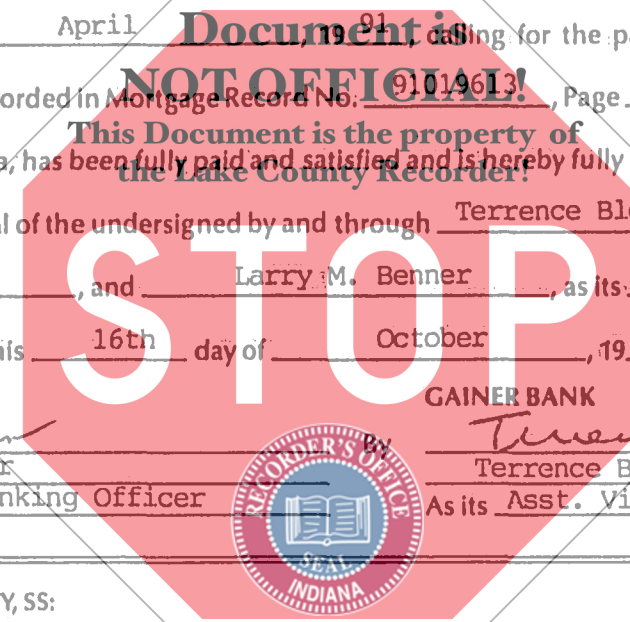 April , 19 91 , calling for the p
Document is
orded in Mortgage Record No. 91019613 , Page
NOT OFFICIAL!
This Document is the property of
a, has been fully paid and satisfied and is hereby fully
the Lake County Recorder!
l of the undersigned by and through Terrence Bl
STOP
, and Larry M. Benner , as its
his 16th day of October , 19
GAINER BANK
By
r
Terrence B
nking Officer
As its Asst. Vi
RECORDER'S OFFICE
SEAL
INDIANA
Y, SS: